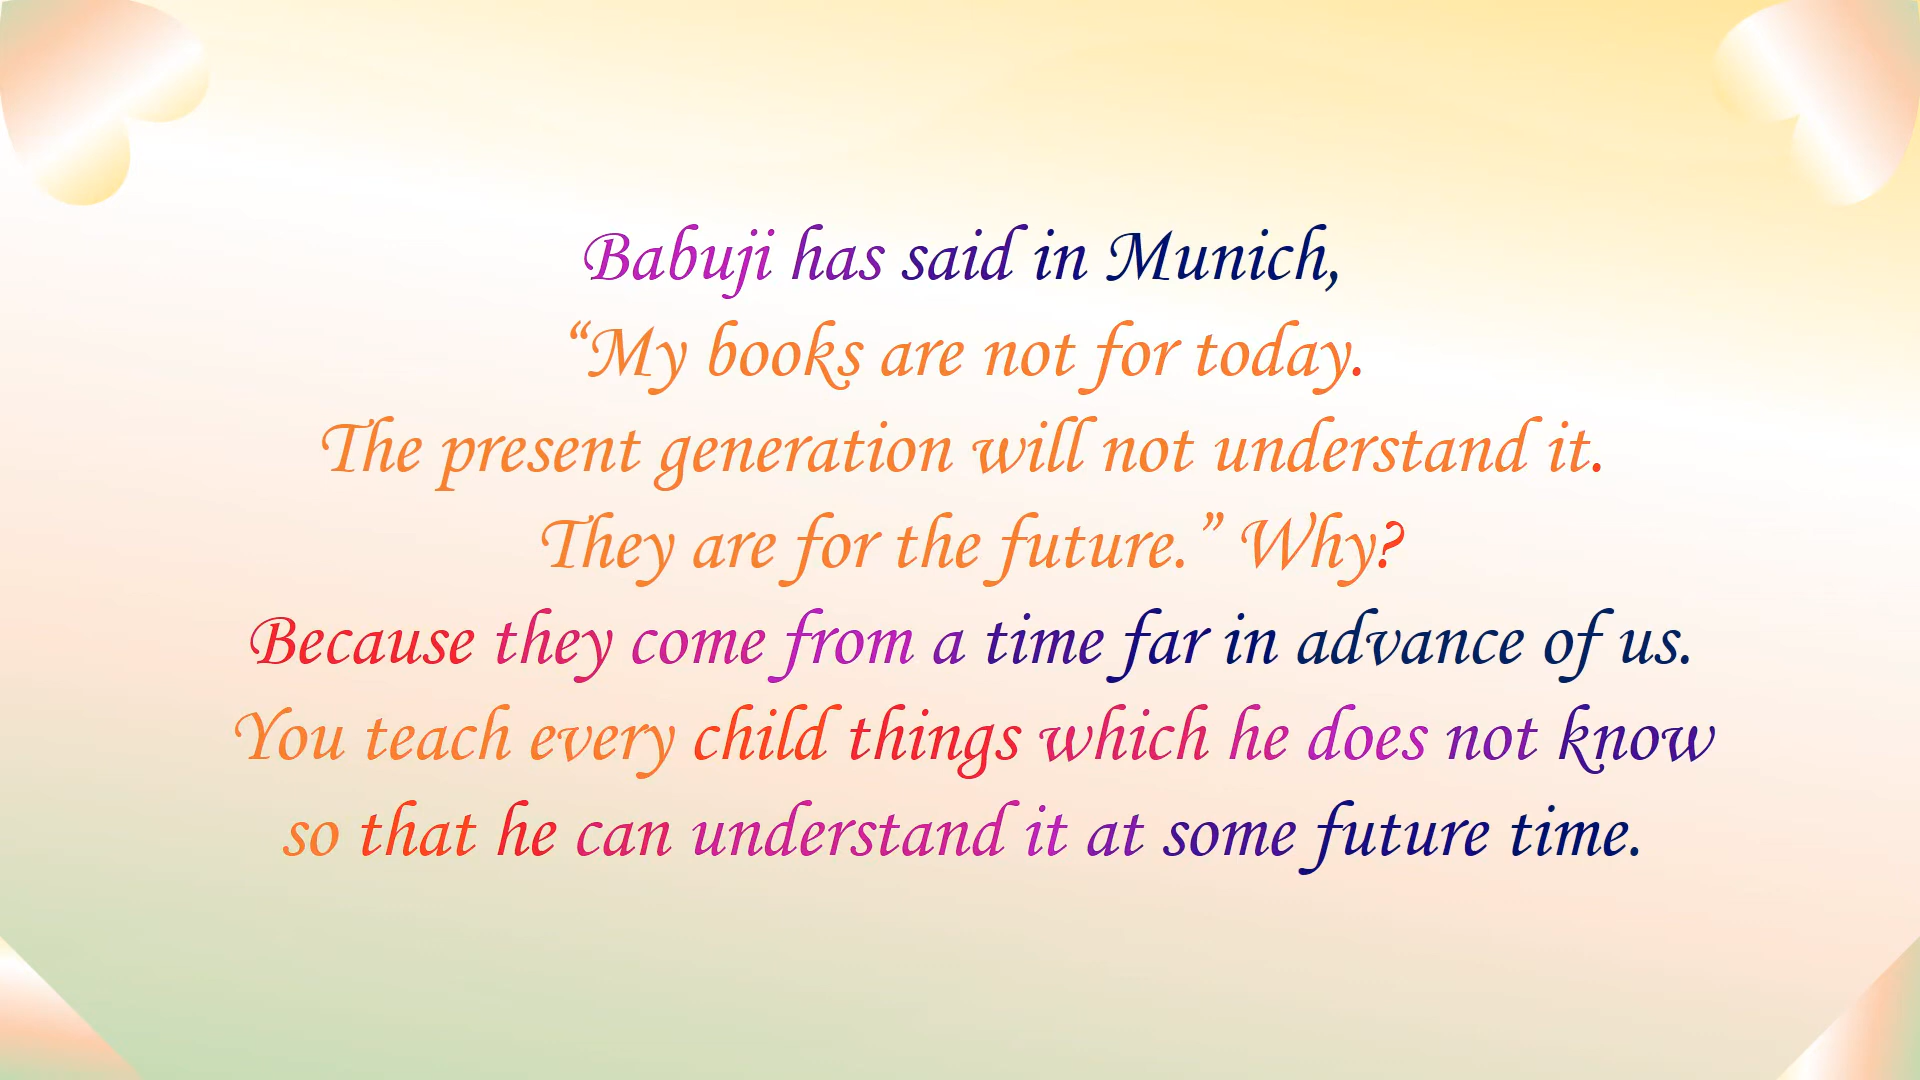 Babuji has said in Munich,
“My books are not for today.
The present generation will not understand it.
They are for the future.” Why?
Because they come from a time far in advance of us.
You teach every child things which he does not know
so that he can understand it at some future time.